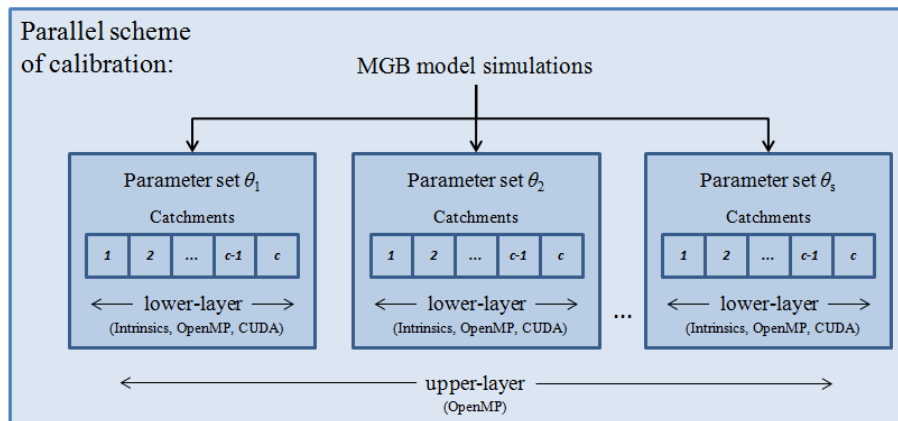 Parallel scheme
of calibration:
MGB model simulations
Parameter set θ1
Catchments
1 2 ... c-1 c
lower-layer
(Intrinsics, OpenMP, CUDA)
Parameter set θ2
Catchments
1 2 ... c-1 c
lower-layer
(Intrinsics, OpenMP, CUDA)
...
Parameter set θs
Catchments
1 2 ... c-1 c
lower-layer
(Intrinsics, OpenMP, CUDA)
upper-layer
(OpenMP)